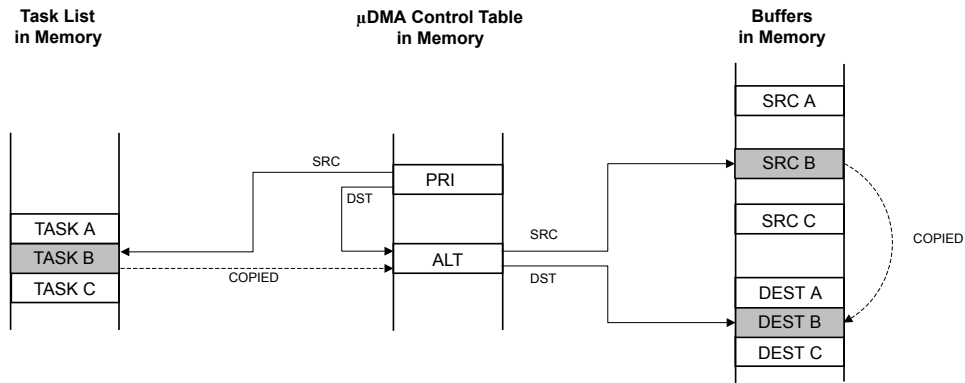 Task List
in Memory
µDMA Control Table
in Memory
Buffers
in Memory
SRC A
SRC
PRI
SRC B
DST
TASK A
SRC C
SRC
COPIED
TASK B
ALT
COPIED
DST
TASK C
DEST A
DEST B
DEST C